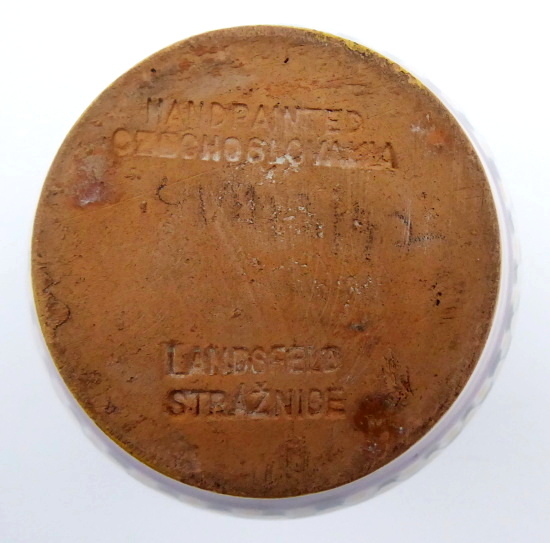 HANDPAINTED
CZECHOSLOVAKIA
LANDSFELD
STRÁŽNICE